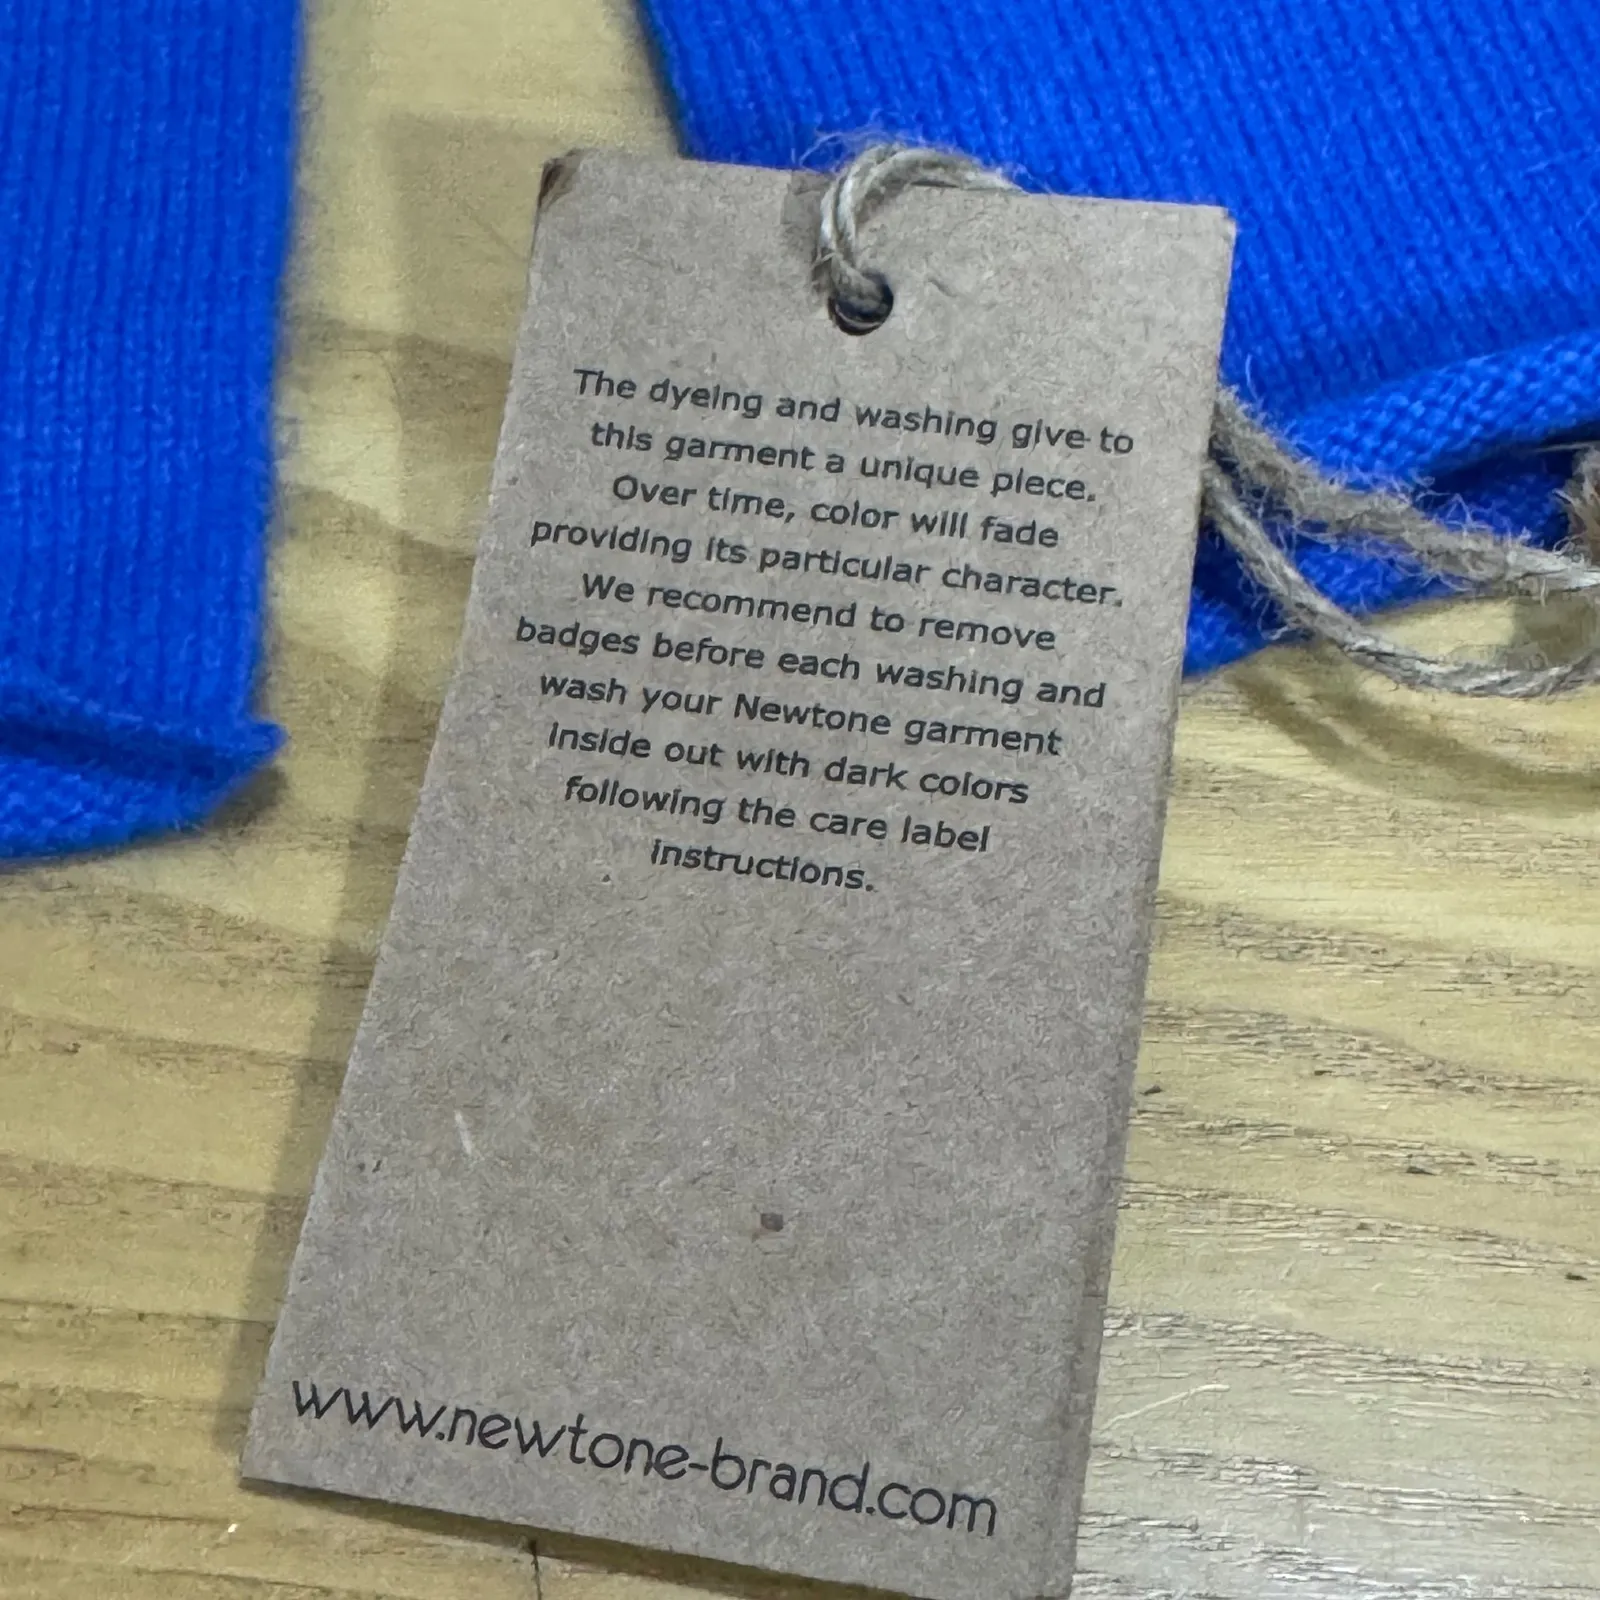 The dyeing and washing give to
this garment a unique piece.
Over time, color will fade
providing its particular character.
We recommend to remove
badges before each washing and
wash your Newtone garment
inside out with dark colors
following the care label
instructions.
www.newtone-brand.com